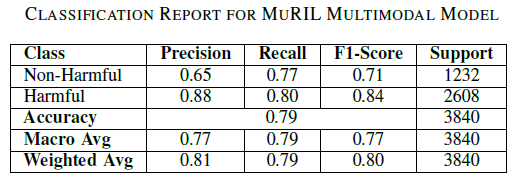 CLASSIFICATION REPORT FOR MURIL MULTIMODAL MODEL
Class Precision Recall F1-Score Support
Non-Harmful 0.65 0.77 0.71 1232
Harmful 0.88 0.80 0.84 2608
Accuracy 0.79 3840
Macro Avg 0.77 0.79 0.77 3840
Weighted Avg 0.81 0.79 0.80 3840